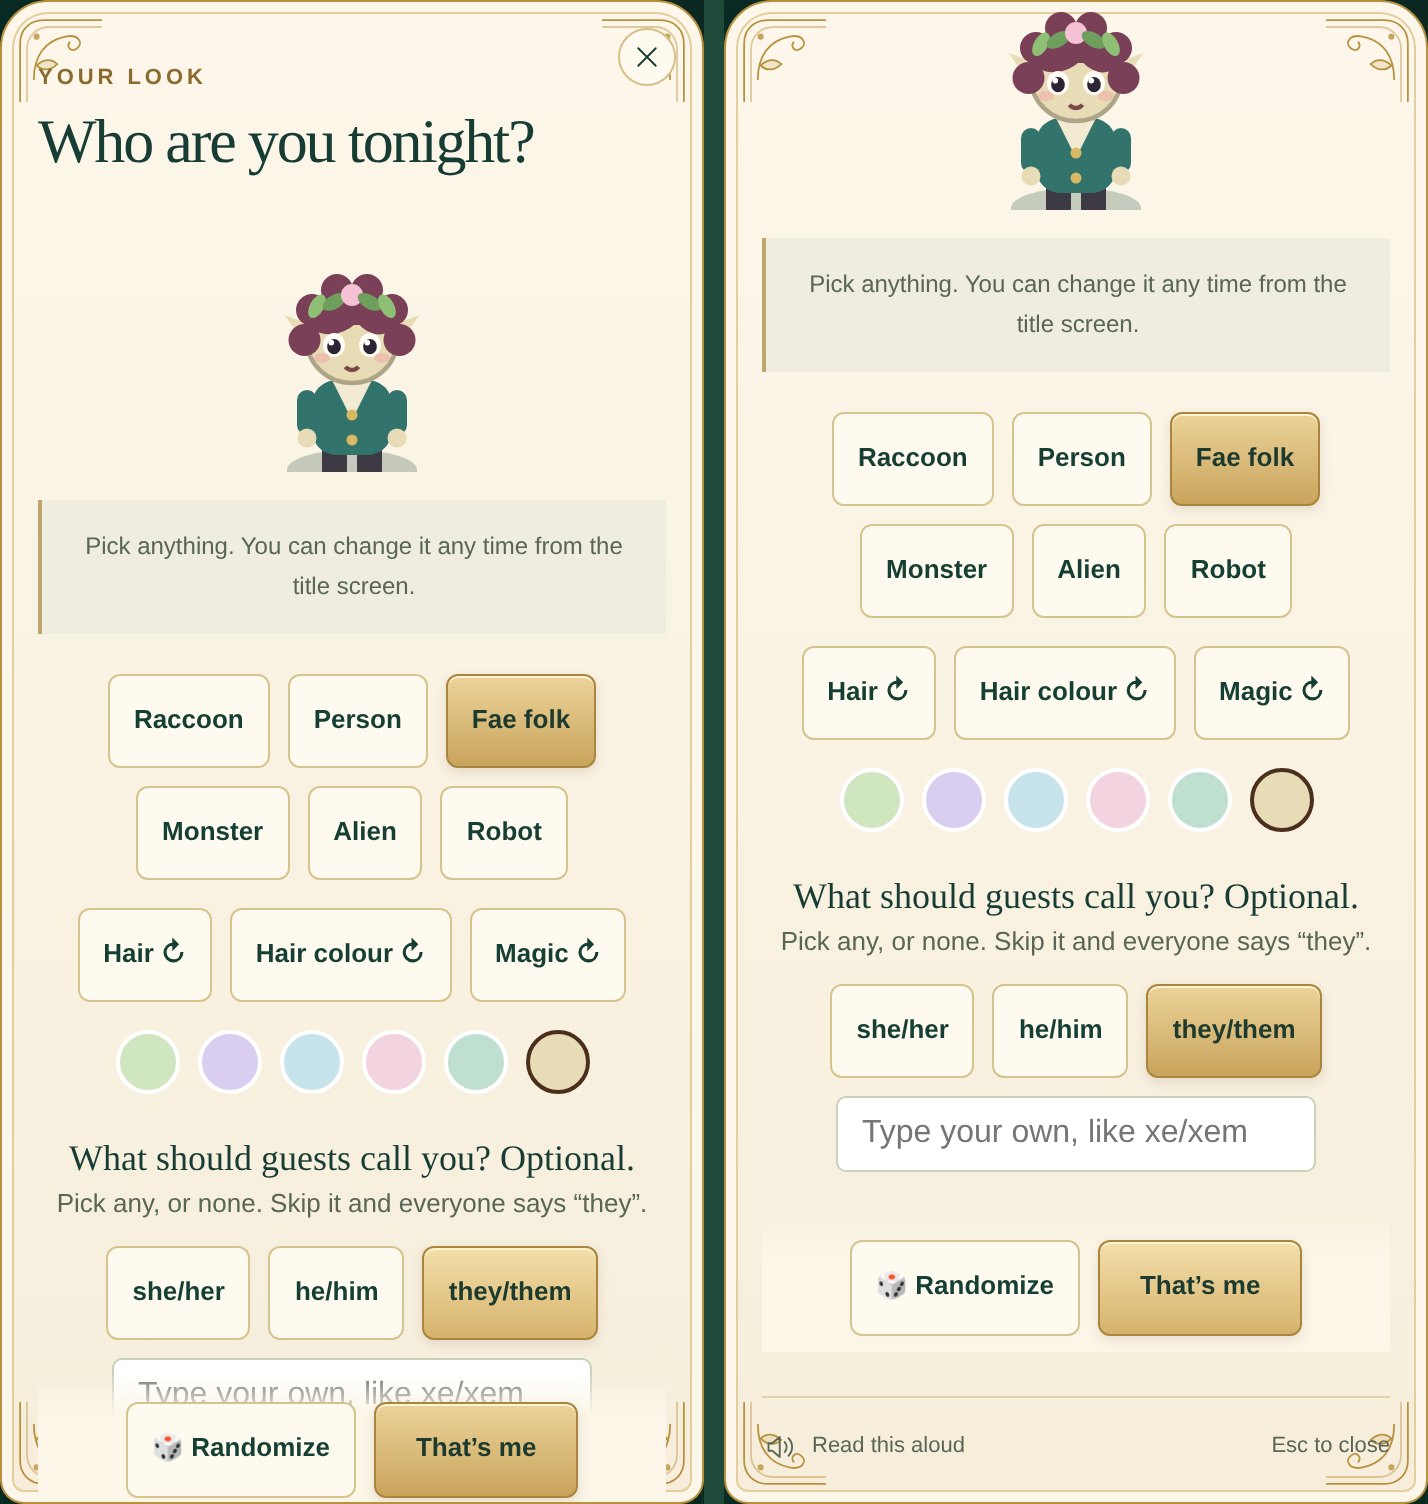 YOUR LOOK
Who are you tonight?
Pick anything. You can change it any time from the
title screen.
Raccoon Person Fae folk
Monster Alien Robot
Hair Hair colour Magic
What should guests call you? Optional.
Pick any, or none. Skip it and everyone says “they”.
she/her he/him they/them
Type your own, like xe/xem
Randomize That’s me
Pick anything. You can change it any time from the
title screen.
Raccoon Person Fae folk
Monster Alien Robot
Hair Hair colour Magic
What should guests call you? Optional.
Pick any, or none. Skip it and everyone says “they”.
she/her he/him they/them
Type your own, like xe/xem
Randomize That’s me
Read this aloud Esc to close